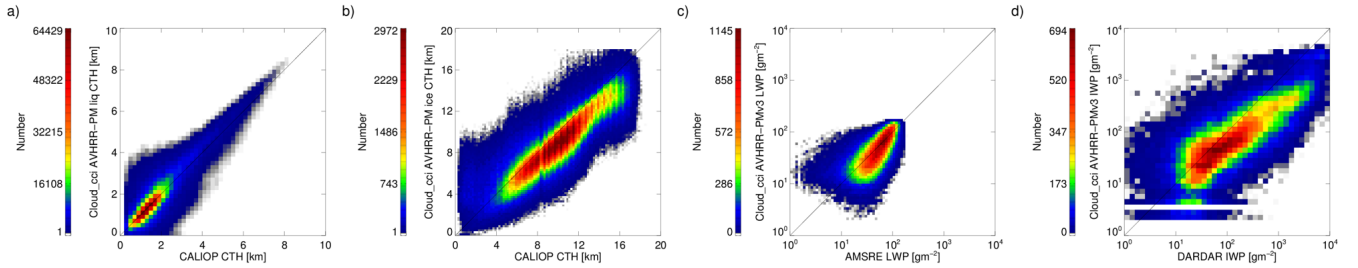 a)
64429
48322
32215
16108
1
Number
10
8
6
4
2
0
Cloud_cci AVHRR−PM liq CTH [km]
0 2 4 6 8 10
CALIOP CTH [km]
b)
2972
2229
1486
743
1
Number
20
16
12
8
4
0
Cloud_cci AVHRR−PM ice CTH [km]
0 4 8 12 16 20
CALIOP CTH [km]
c)
1145
858
572
286
0
Number
10⁴
10³
10²
10¹
10⁰
Cloud_cci AVHRR−PMv3 LWP [gm⁻²]
10⁰ 10¹ 10² 10³ 10⁴
AMSRE LWP [gm⁻²]
d)
694
520
347
173
0
Number
10⁴
10³
10²
10¹
10⁰
Cloud_cci AVHRR−PMv3 IWP [gm⁻²]
10⁰ 10¹ 10² 10³ 10⁴
DARDAR IWP [gm⁻²]